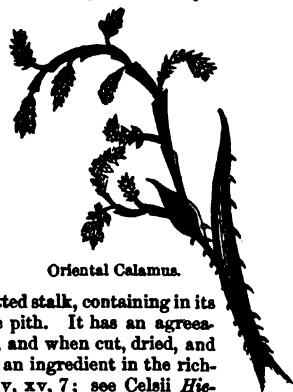 Oriental Calamus.
tted stalk, containing in its
e pith. It has an agreea-
, and when cut, dried, and
an ingredient in the rich-
v, xv, 7; see Celsii Hie-